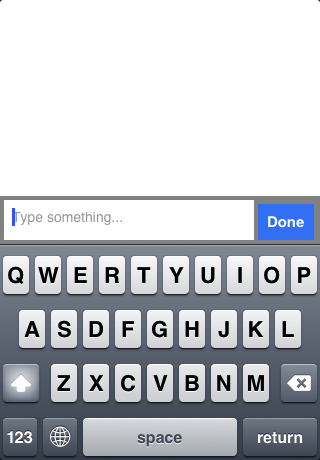 Type something...
Done
Q W E R T Y U I O P
A S D F G H J K L
Z X C V B N M
123 space return